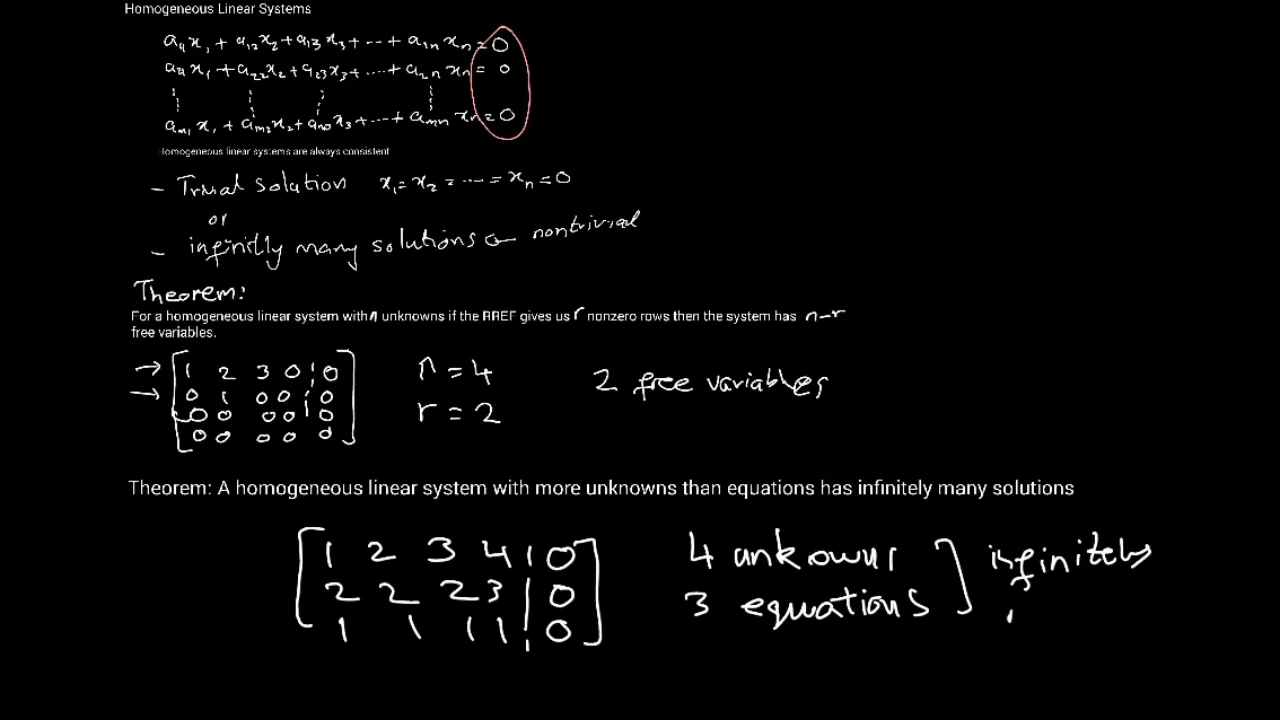 Homogeneous Linear Systems
a₁₁x₁ + a₁₂x₂ + a₁₃x₃ + ... + a₁ₙxₙ = 0
a₂₁x₁ + a₂₂x₂ + a₂₃x₃ + .... + a₂ₙxₙ = 0
aₘ₁x₁ + aₘ₂x₂ + aₘ₃x₃ + ... + aₘₙxₙ = 0
Homogeneous linear systems are always consistent
- Trivial solution x₁ = x₂ = .... = xₙ = 0
or
- infinitly many solutions ← nontrivial
Theorem:
For a homogeneous linear system with n unknowns if the RREF gives us r nonzero rows then the system has n-r
free variables.
→ 1 2 3 0 | 0 n = 4 2 free variables
→ 0 1 0 0 | 0
0 0 0 0 | 0 r = 2
0 0 0 0 0
Theorem: A homogeneous linear system with more unknowns than equations has infinitely many solutions
1 2 3 4 | 0 4 unkowns ] infinitely
2 2 2 3 | 0 3 equations
1 1 1 1 | 0